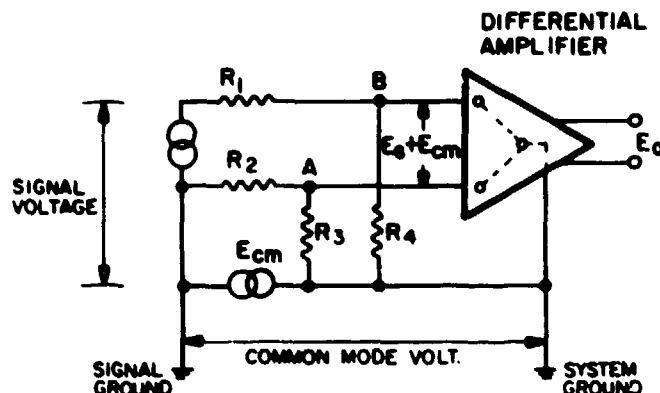 DIFFERENTIAL
AMPLIFIER
R1
B
SIGNAL
VOLTAGE
R2
A
Es+Ecm
Eo
R3
R4
Ecm
COMMON MODE VOLT.
SIGNAL
GROUND
SYSTEM
GROUND